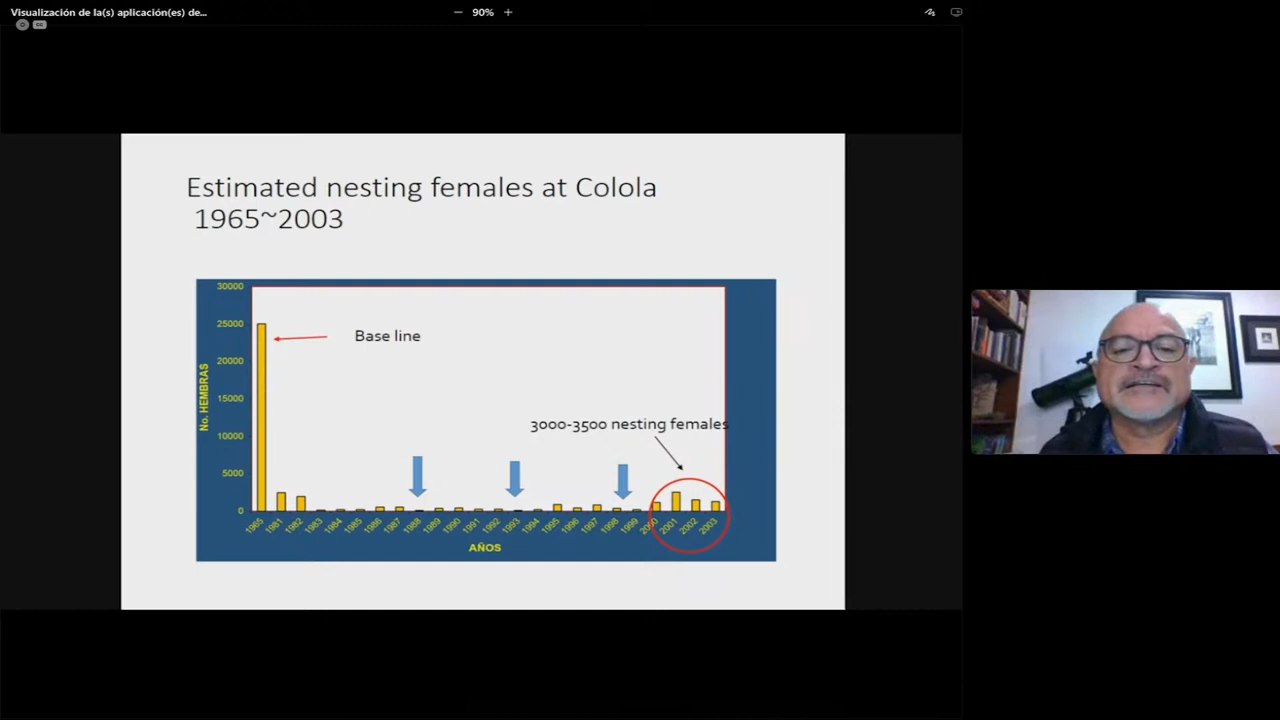 Visualización de la(s) aplicación(es) de...
90%
cc
Estimated nesting females at Colola
1965~2003
30000
25000
20000
15000
10000
5000
0
No. HEMBRAS
Base line
3000-3500 nesting females
1965 1981 1982 1983 1984 1985 1986 1987 1988 1989 1990 1991 1992 1993 1994 1995 1996 1997 1998 1999 2000 2001 2002 2003
AÑOS